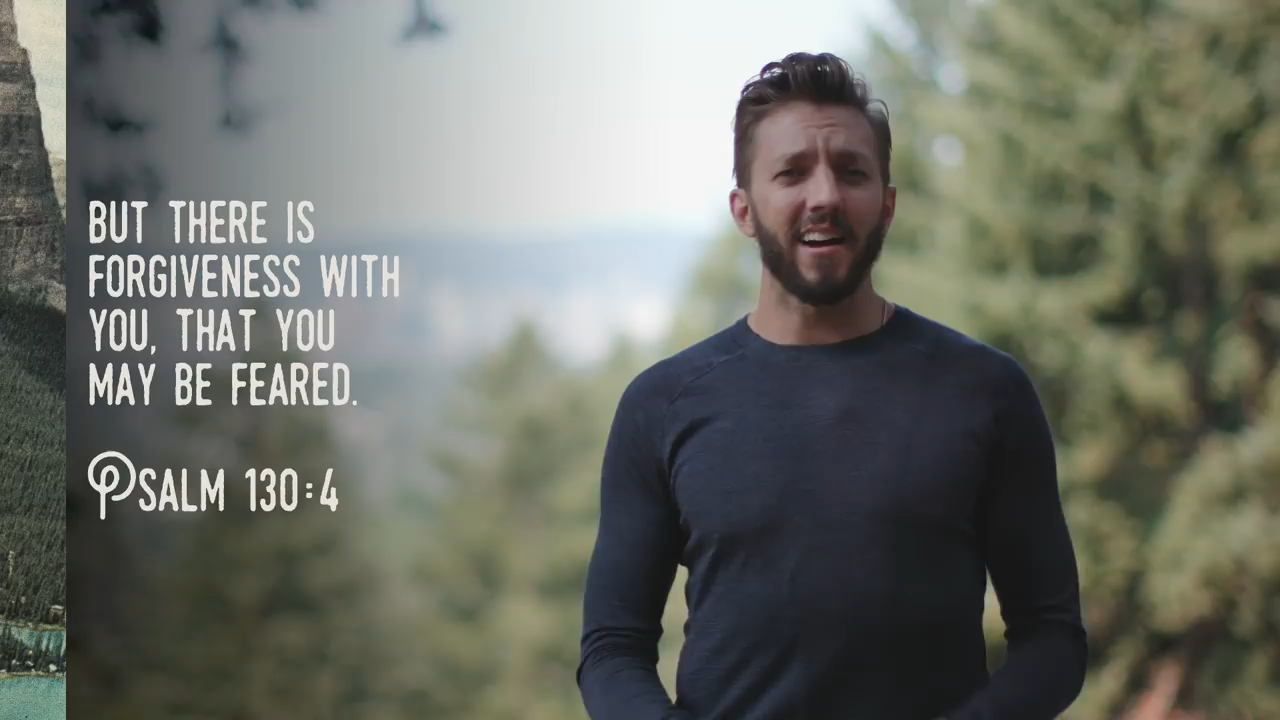 BUT THERE IS
FORGIVENESS WITH
YOU, THAT YOU
MAY BE FEARED.
PSALM 130:4